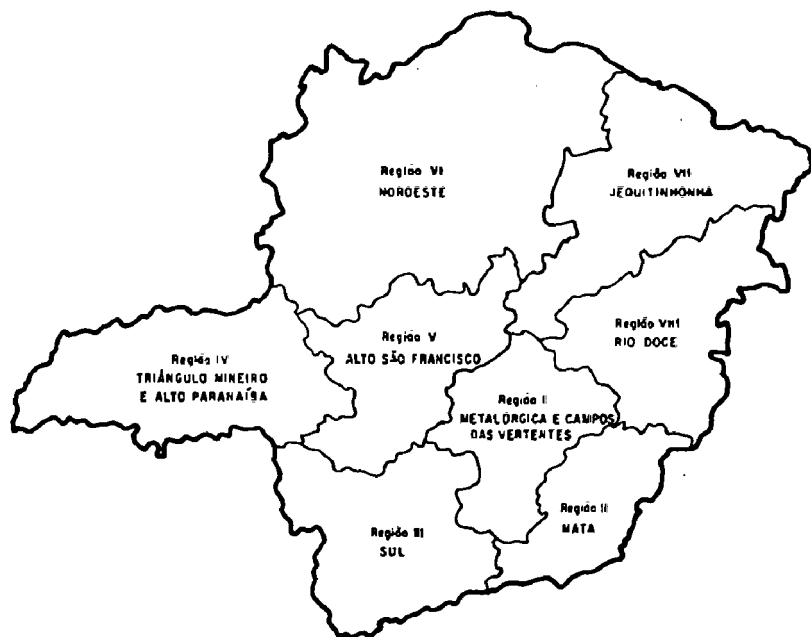 Região VI
NOROESTE
Região VII
JEQUITINHONHA
Região VIII
RIO DOCE
Região V
ALTO SÃO FRANCISCO
Região IV
TRIÂNGULO MINEIRO
E ALTO PARANAÍBA
Região
METALÚRGICA E CAMPOS
DAS VERTENTES
Região II
MATA
Região III
SUL